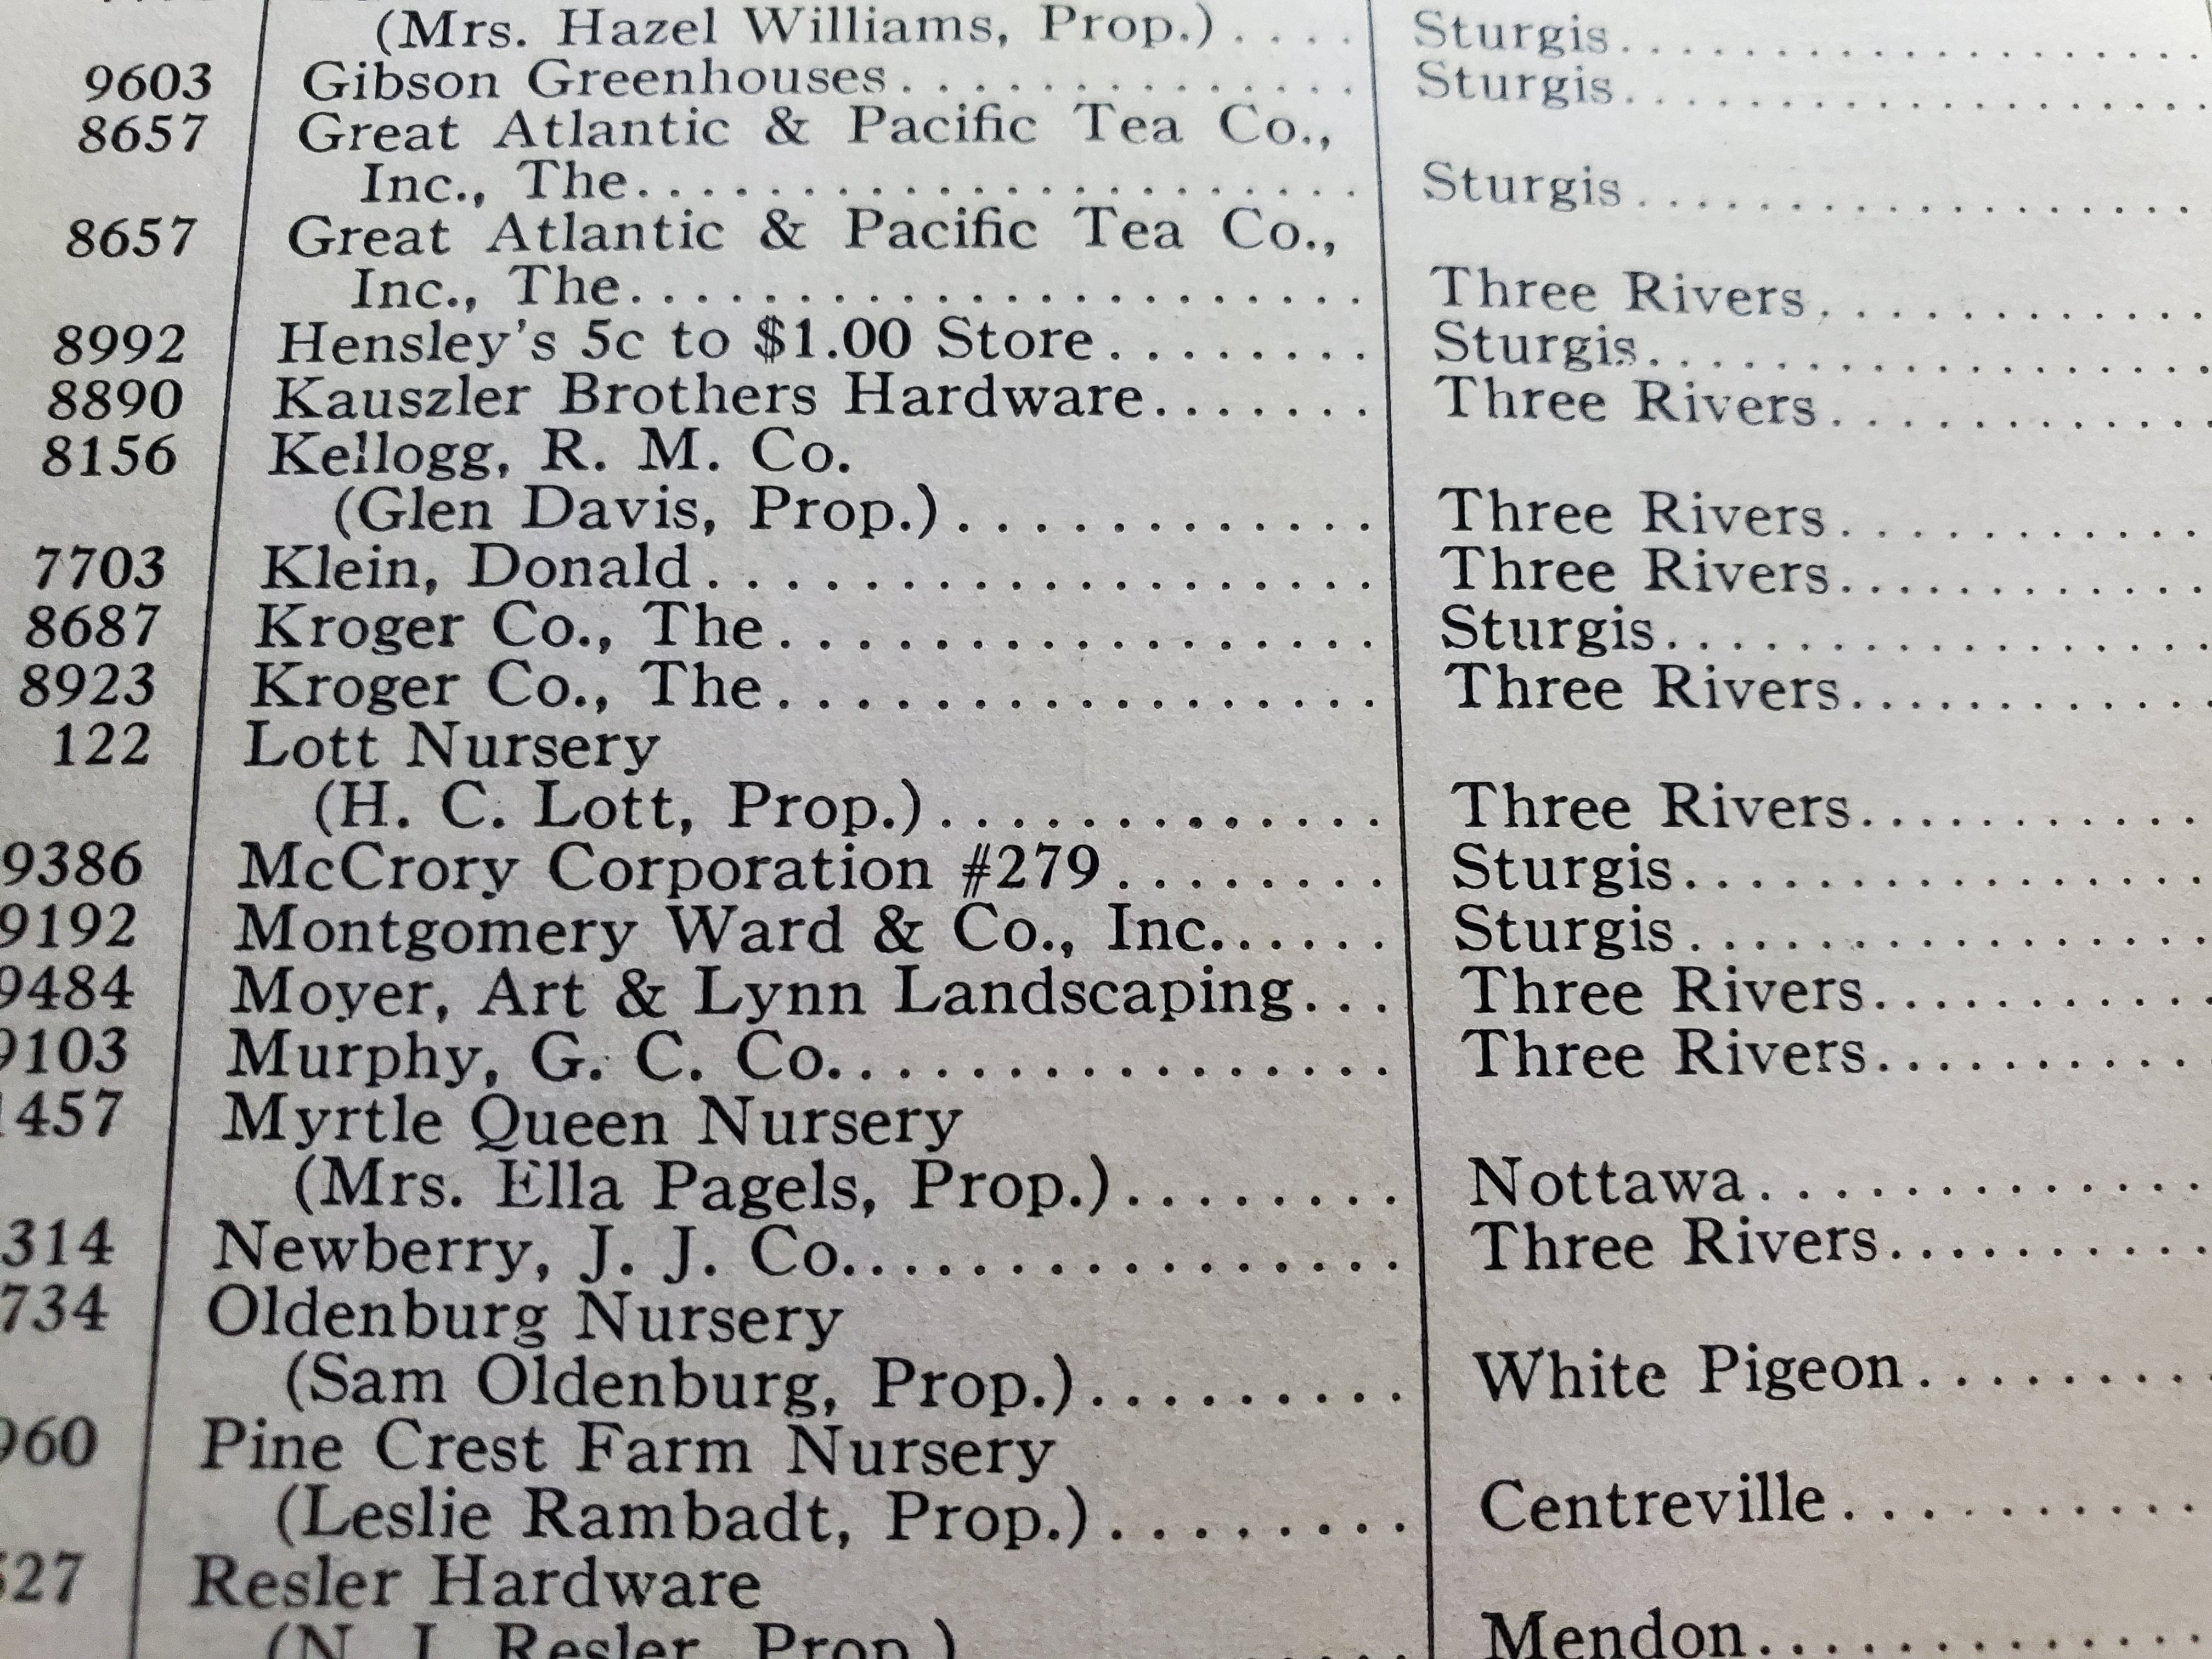 (Mrs. Hazel Williams, Prop.).... Sturgis....................
9603 Gibson Greenhouses.............. Sturgis....................
8657 Great Atlantic & Pacific Tea Co.,
Inc., The....................... Sturgis....................
8657 Great Atlantic & Pacific Tea Co.,
Inc., The....................... Three Rivers.............
8992 Hensley's 5c to $1.00 Store........ Sturgis....................
8890 Kauszler Brothers Hardware....... Three Rivers.............
8156 Kellogg, R. M. Co.
(Glen Davis, Prop.)............. Three Rivers.............
7703 Klein, Donald..................... Three Rivers.............
8687 Kroger Co., The.................. Sturgis..................
8923 Kroger Co., The.................. Three Rivers............
122 Lott Nursery
(H. C. Lott, Prop.).............. Three Rivers...........
9386 McCrory Corporation #279........ Sturgis.................
9192 Montgomery Ward & Co., Inc...... Sturgis.................
9484 Moyer, Art & Lynn Landscaping... Three Rivers...........
9103 Murphy, G. C. Co................. Three Rivers...........
457 Myrtle Queen Nursery
(Mrs. Ella Pagels, Prop.)........ Nottawa..............
314 Newberry, J. J. Co................ Three Rivers..........
734 Oldenburg Nursery
(Sam Oldenburg, Prop.)......... White Pigeon.........
960 Pine Crest Farm Nursery
(Leslie Rambadt, Prop.)........ Centreville...........
27 Resler Hardware
Resler, Prop.) Mendon.............